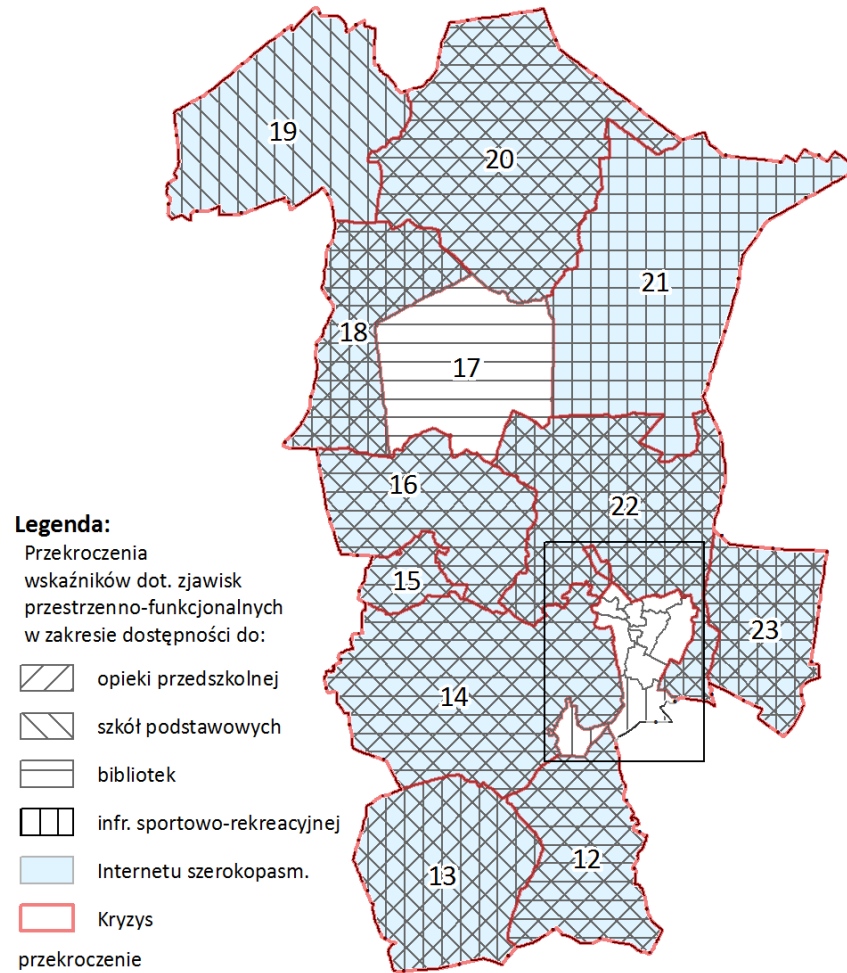 19
20
21
18
17
16
22
15
23
14
13
12
Legenda:
Przekroczenia
wskaźników dot. zjawisk
przestrzenno-funkcjonalnych
w zakresie dostępności do:
opieki przedszkolnej
szkół podstawowych
bibliotek
infr. sportowo-rekreacyjnej
Internetu szerokopasm.
Kryzys
przekroczenie